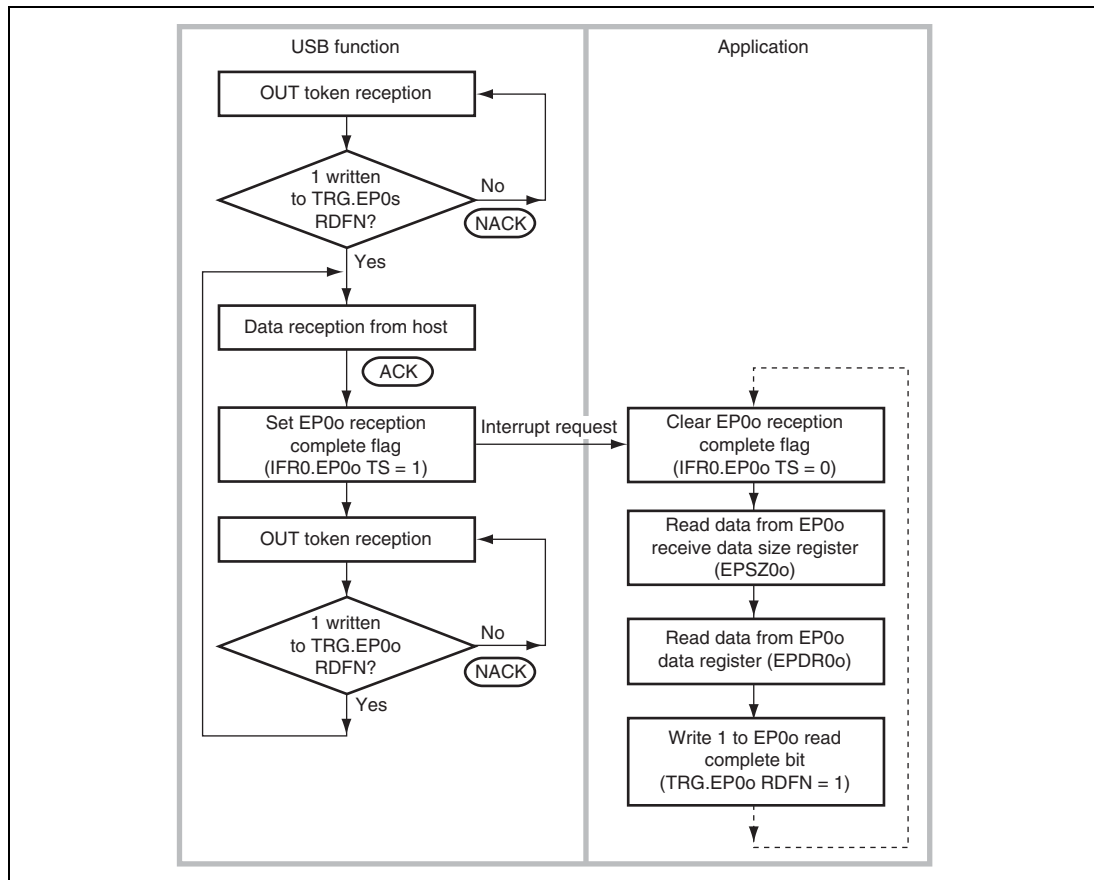 USB function
OUT token reception
1 written
to TRG.EP0s
RDFN?
No
NACK
Yes
Data reception from host
ACK
Set EP0o reception
complete flag
(IFR0.EP0o TS = 1)
Interrupt request
OUT token reception
1 written
to TRG.EP0o
RDFN?
No
NACK
Yes
Application
Clear EP0o reception
complete flag
(IFR0.EP0o TS = 0)
Read data from EP0o
receive data size register
(EPSZ0o)
Read data from EP0o
data register (EPDR0o)
Write 1 to EP0o read
complete bit
(TRG.EP0o RDFN = 1)